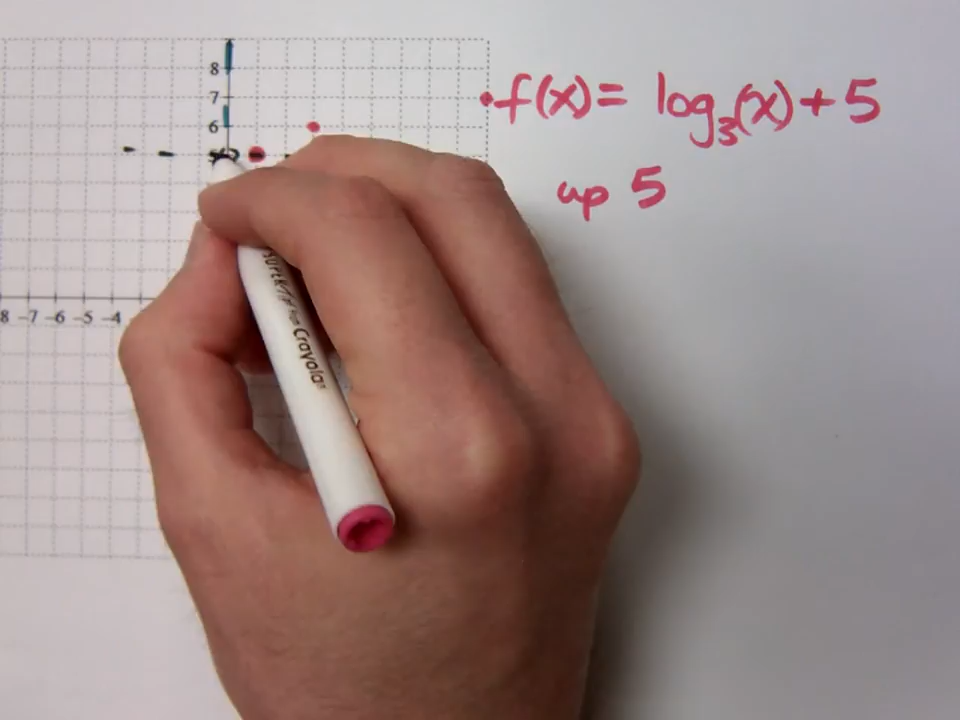 f(x) = log₃(x) + 5
up 5
8
7
6
8 -7 -6 -5 -4
Crayola